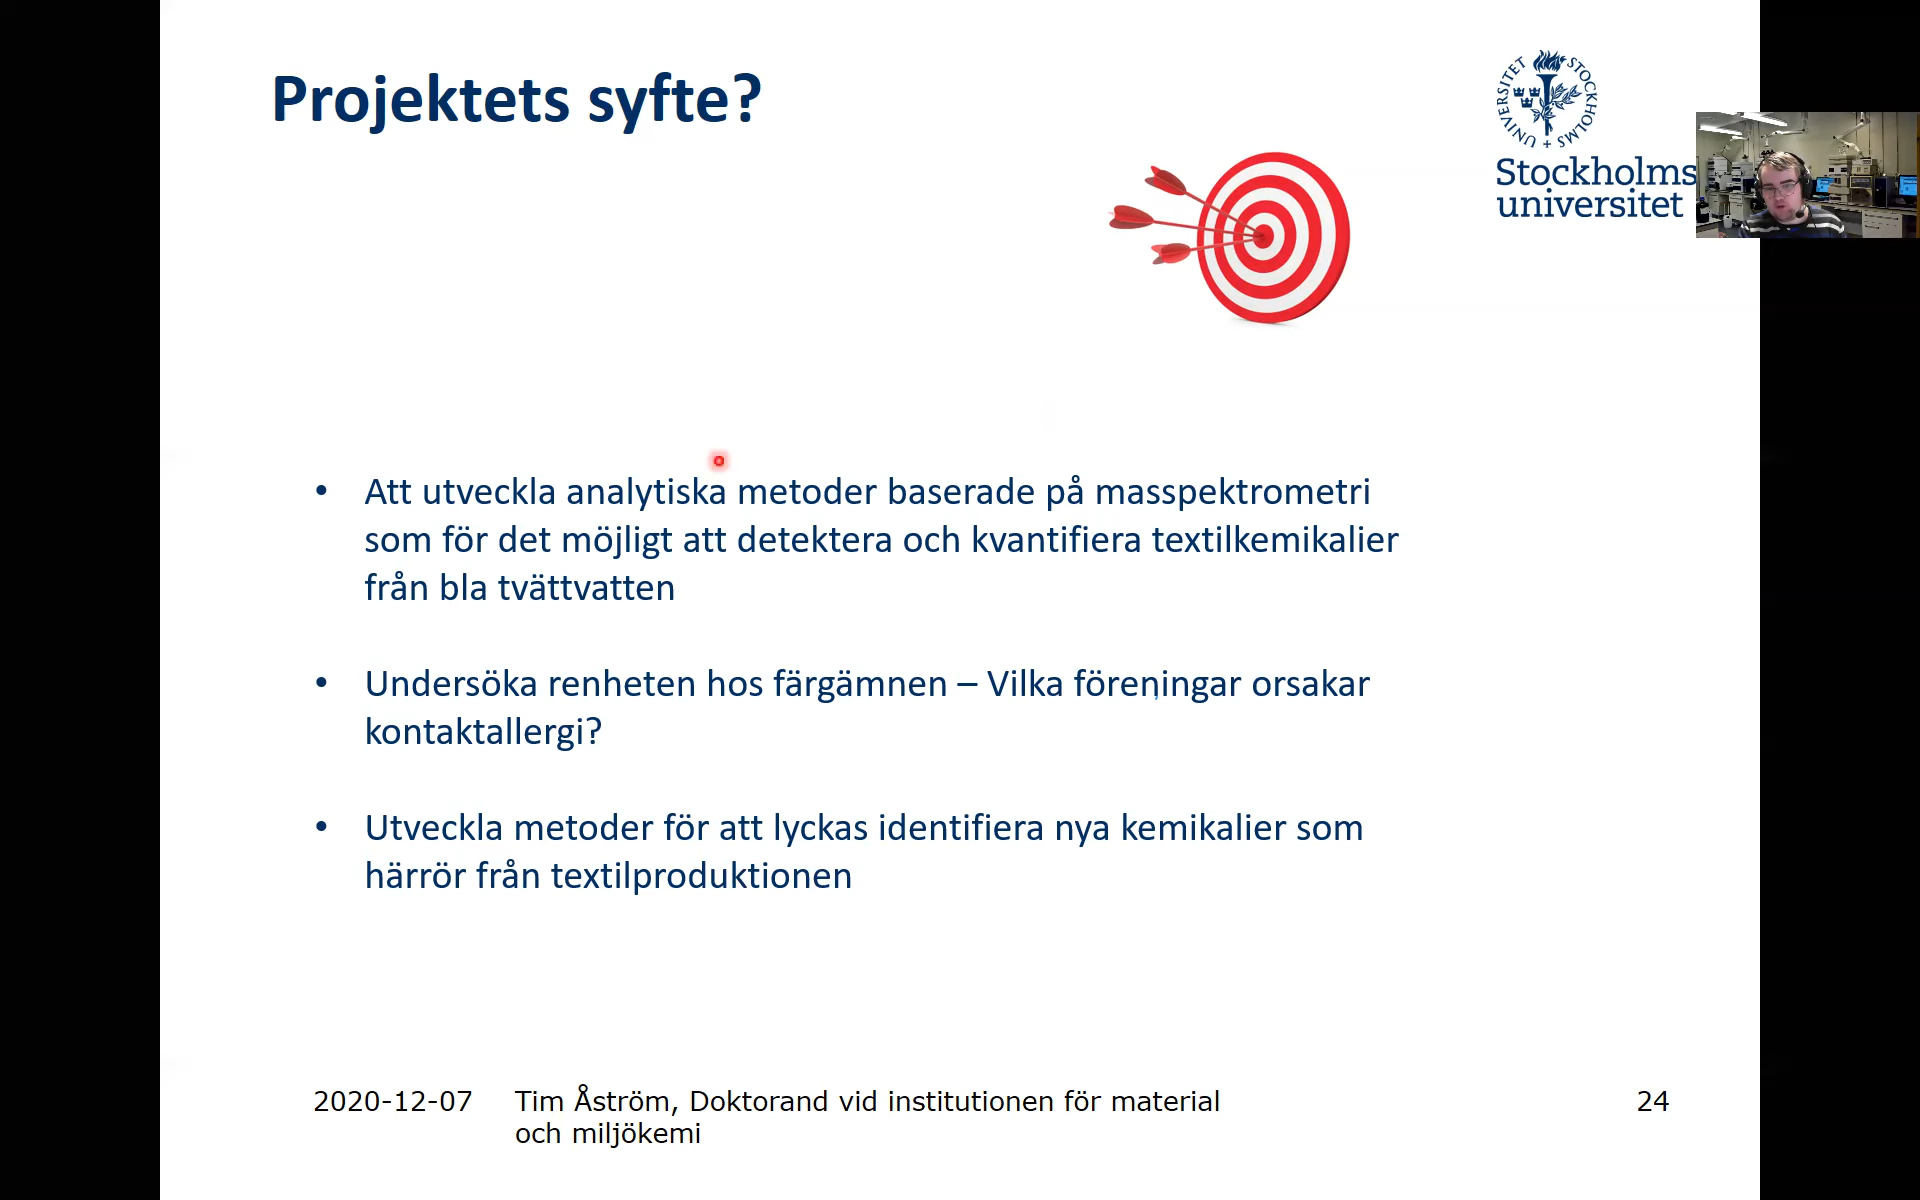 Projektets syfte?
STOCKHOLMS UNIVERSITET
Stockholms
universitet
• Att utveckla analytiska metoder baserade på masspektrometri
som för det möjligt att detektera och kvantifiera textilkemikalier
från bla tvättvatten
• Undersöka renheten hos färgämnen – Vilka föreningar orsakar
kontaktallergi?
• Utveckla metoder för att lyckas identifiera nya kemikalier som
härrör från textilproduktionen
2020-12-07 Tim Åström, Doktorand vid institutionen för material 24
och miljökemi